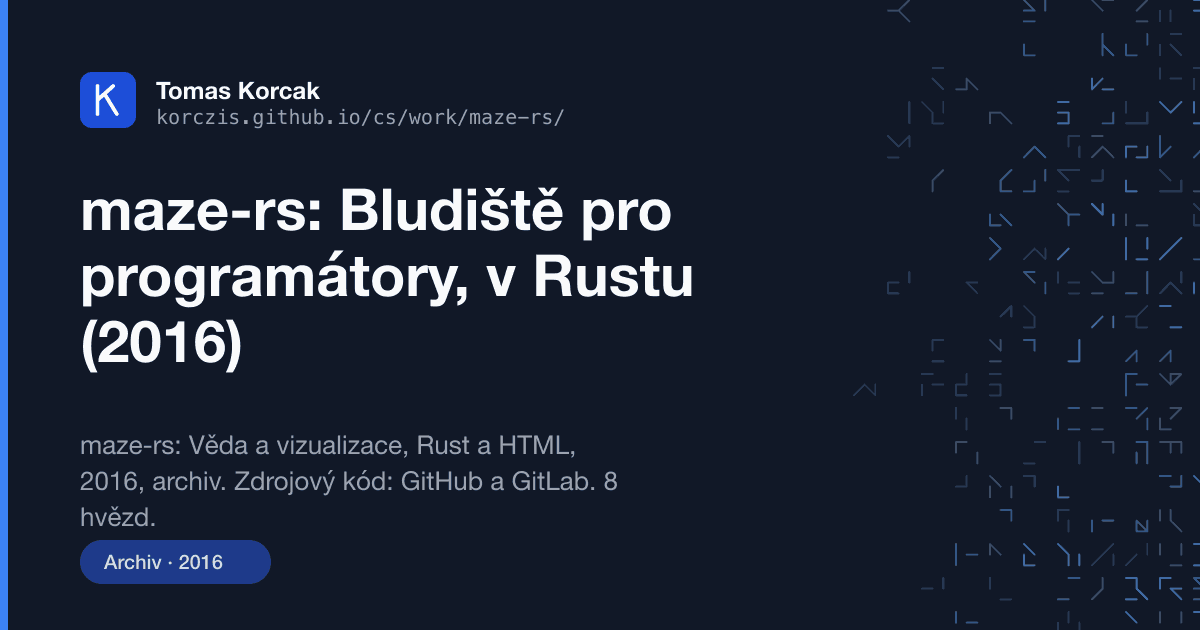 K
Tomas Korcak
korczis.github.io/cs/work/maze-rs/
maze-rs: Bludiště pro
programátory, v Rustu
(2016)
maze-rs: Věda a vizualizace, Rust a HTML,
2016, archiv. Zdrojový kód: GitHub a GitLab. 8
hvězd.
Archiv · 2016